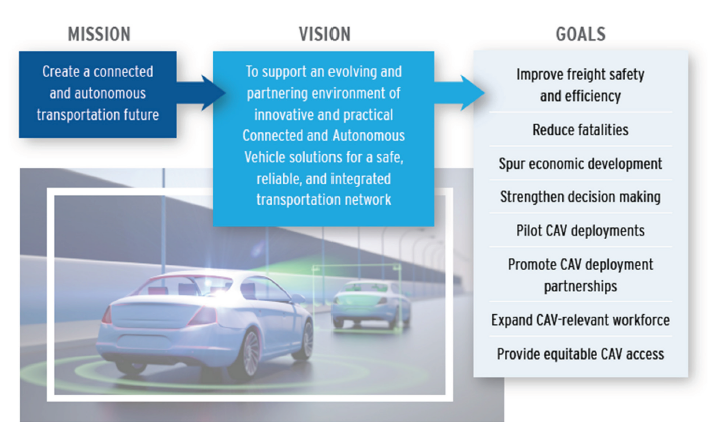 MISSION
Create a connected
and autonomous
transportation future
VISION
To support an evolving and
partnering environment of
innovative and practical
Connected and Autonomous
Vehicle solutions for a safe,
reliable, and integrated
transportation network
GOALS
Improve freight safety
and efficiency
Reduce fatalities
Spur economic development
Strengthen decision making
Pilot CAV deployments
Promote CAV deployment
partnerships
Expand CAV-relevant workforce
Provide equitable CAV access